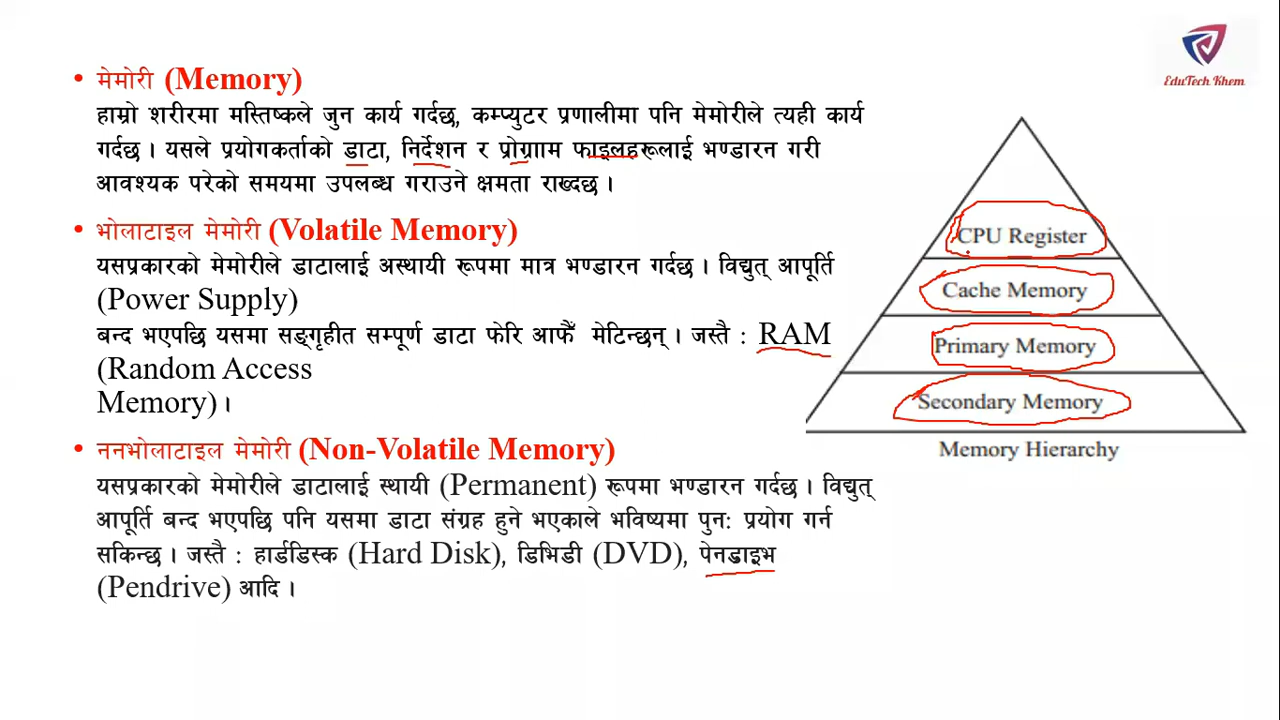 EduTech Khem
• मेमोरी (Memory)
हाम्रो शरीरमा मस्तिष्कले जुन कार्य गर्दछ, कम्प्युटर प्रणालीमा पनि मेमोरीले त्यही कार्य
गर्दछ । यसले प्रयोगकर्ताको डाटा, निर्देशन र प्रोग्रााम फाइलहरूलाई भण्डारन गरी
आवश्यक परेको समयमा उपलब्ध गराउने क्षमता राख्दछ ।
• भोलाटाइल मेमोरी (Volatile Memory)
यसप्रकारको मेमोरीले डाटालाई अस्थायी रूपमा मात्र भण्डारन गर्दछ । विद्युत् आपूर्ति
(Power Supply)
बन्द भएपछि यसमा सङ्गृहीत सम्पूर्ण डाटा फेरि आफैँ मेटिन्छन् । जस्तै : RAM
(Random Access
Memory) ।
• ननभोलाटाइल मेमोरी (Non-Volatile Memory)
यसप्रकारको मेमोरीले डाटालाई स्थायी (Permanent) रूपमा भण्डारन गर्दछ । विद्युत्
आपूर्ति बन्द भएपछि पनि यसमा डाटा संग्रह हुने भएकाले भविष्यमा पुन: प्रयोग गर्न
सकिन्छ । जस्तै : हार्डडिस्क (Hard Disk), डिभिडी (DVD), पेनडाइभ
(Pendrive) आदि ।
CPU Register
Cache Memory
Primary Memory
Secondary Memory
Memory Hierarchy